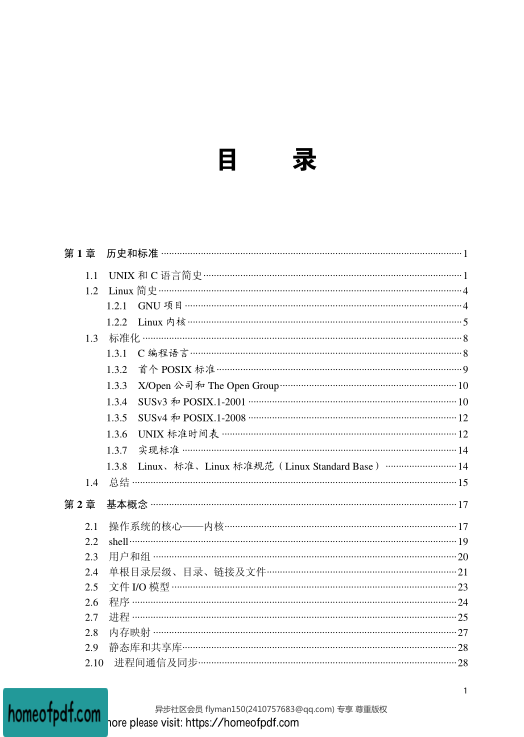 目 录
第 1 章 历史和标准 1
1.1 UNIX 和 C 语言简史 1
1.2 Linux 简史 4
1.2.1 GNU 项目 4
1.2.2 Linux 内核 5
1.3 标准化 8
1.3.1 C 编程语言 8
1.3.2 首个 POSIX 标准 9
1.3.3 X/Open 公司和 The Open Group 10
1.3.4 SUSv3 和 POSIX.1-2001 10
1.3.5 SUSv4 和 POSIX.1-2008 12
1.3.6 UNIX 标准时间表 12
1.3.7 实现标准 14
1.3.8 Linux、标准、Linux 标准规范（Linux Standard Base） 14
1.4 总结 15
第 2 章 基本概念 17
2.1 操作系统的核心——内核 17
2.2 shell 19
2.3 用户和组 20
2.4 单根目录层级、目录、链接及文件 21
2.5 文件 I/O 模型 23
2.6 程序 24
2.7 进程 25
2.8 内存映射 27
2.9 静态库和共享库 28
2.10 进程间通信及同步 28
1
异步社区会员 flyman150(2410757683@qq.com) 专享 尊重版权
homeofpdf.com
ore please visit: https://homeofpdf.com